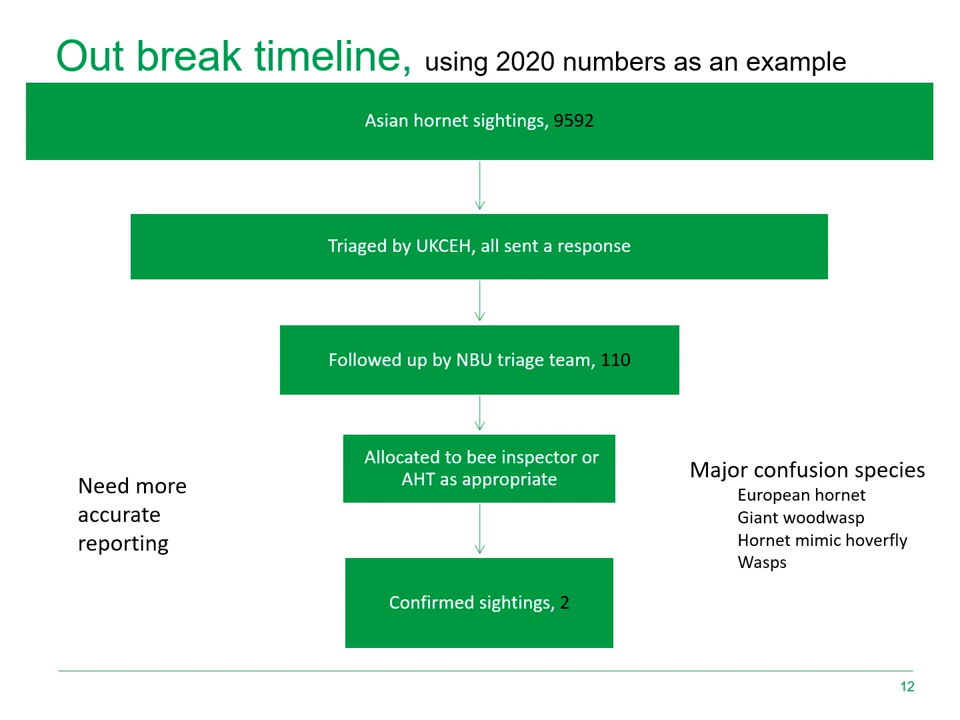 Out break timeline, using 2020 numbers as an example
Asian hornet sightings, 9592
Triaged by UKCEH, all sent a response
Followed up by NBU triage team, 110
Allocated to bee inspector or
AHT as appropriate
Need more
accurate
reporting
Major confusion species
European hornet
Giant woodwasp
Hornet mimic hoverfly
Wasps
Confirmed sightings, 2
12